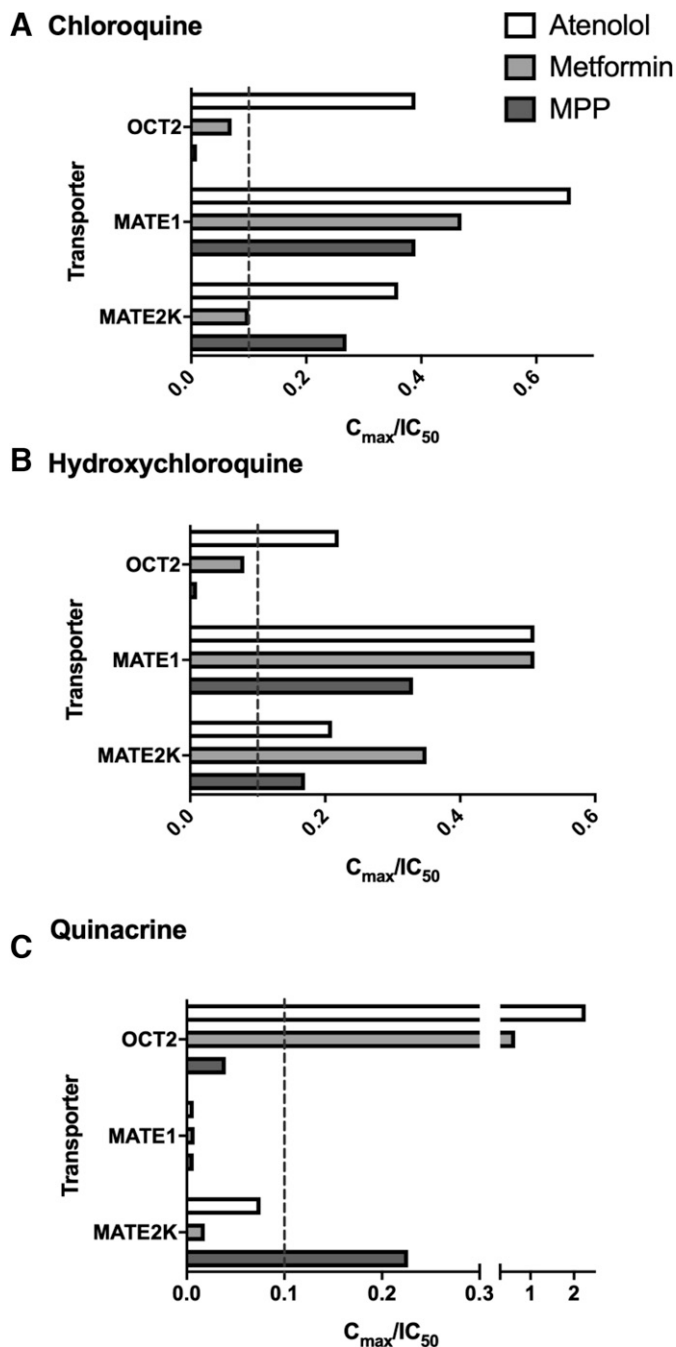 A Chloroquine
Atenolol
Metformin
MPP
Transporter
OCT2
MATE1
MATE2K
0.0 0.2 0.4 0.6
Cmax/IC50
B Hydroxychloroquine
Transporter
OCT2
MATE1
MATE2K
0.0 0.2 0.4 0.6
Cmax/IC50
C Quinacrine
Transporter
OCT2
MATE1
MATE2K
0.0 0.1 0.2 0.3 1 2
Cmax/IC50